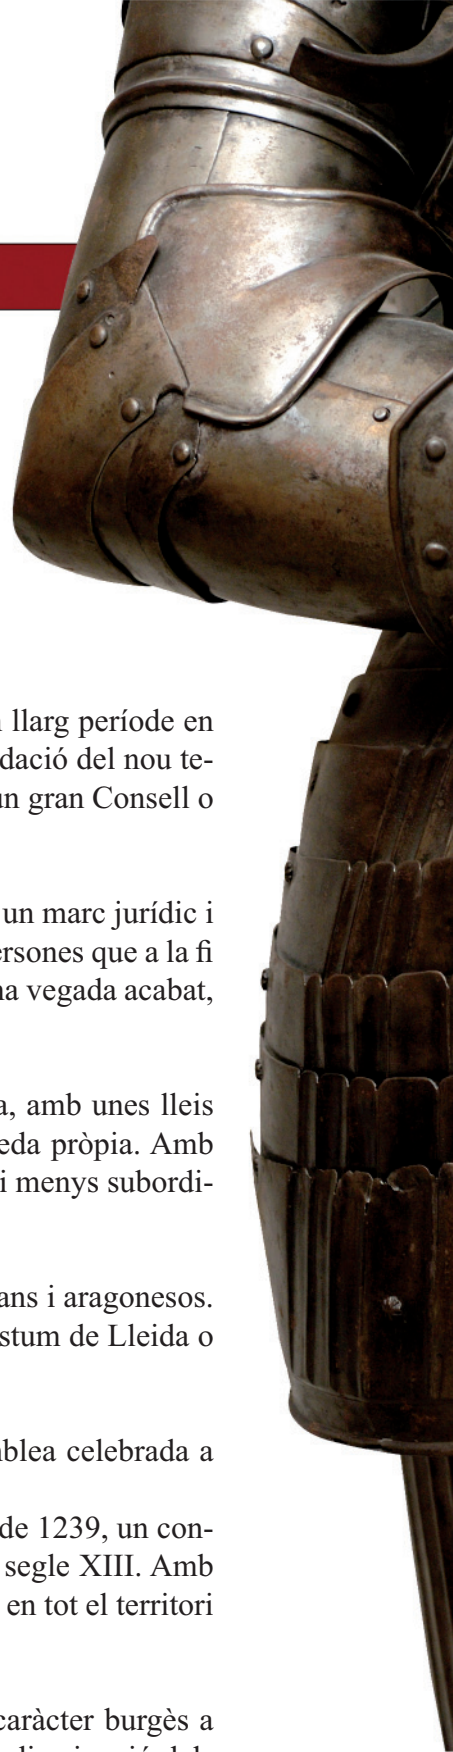 llarg període en
dació del nou te-
un gran Consell o
un marc jurídic i
ersones que a la fi
na vegada acabat,
a, amb unes lleis
eda pròpia. Amb
i menys subordi-
ans i aragonesos.
stum de Lleida o
blea celebrada a
de 1239, un con-
segle XIII. Amb
en tot el territori
caràcter burgès a